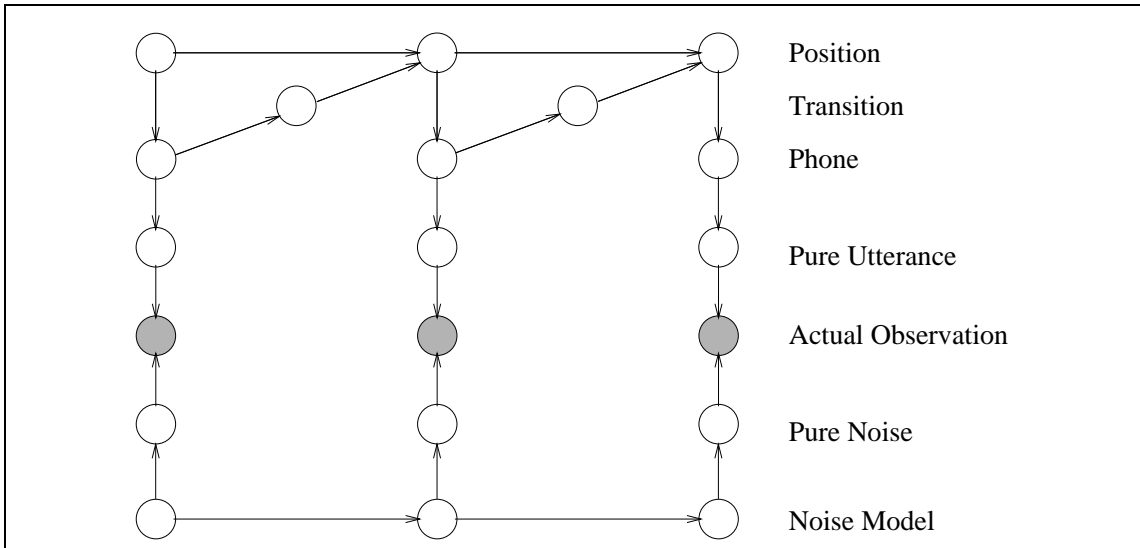 Position
Transition
Phone
Pure Utterance
Actual Observation
Pure Noise
Noise Model